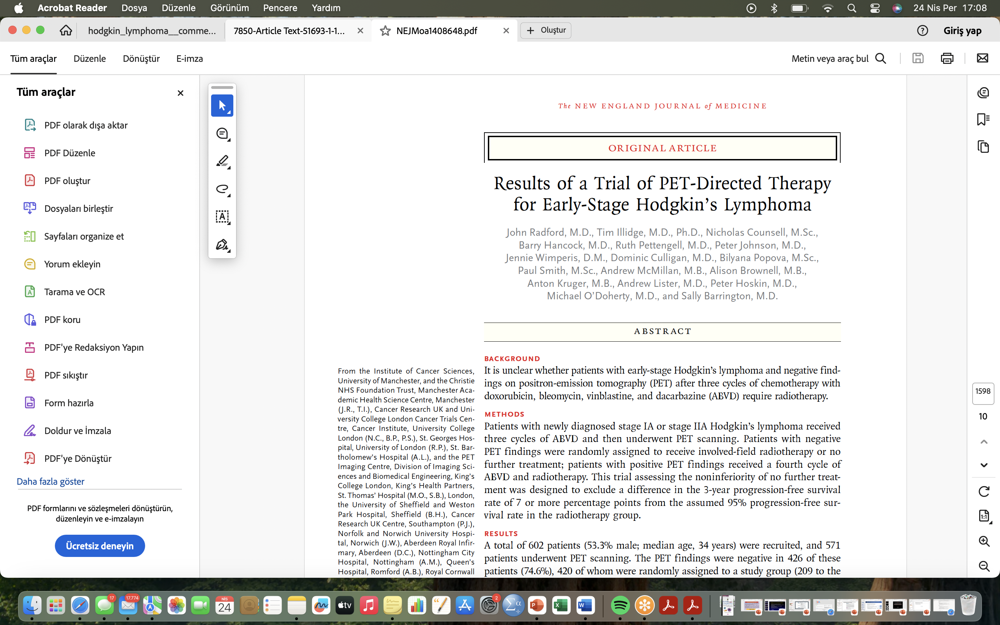 Acrobat Reader Dosya Düzenle Görünüm Pencere Yardım 24 Nis Per 17:08
hodgkin_lymphoma__comme... 7850-Article Text-51693-1-1... NEJMoa1408648.pdf Oluştur Giriş yap
Tüm araçlar Düzenle Dönüştür E-imza Metin veya araç bul
Tüm araçlar
PDF olarak dışa aktar
PDF Düzenle
PDF oluştur
Dosyaları birleştir
Sayfaları organize et
Yorum ekleyin
Tarama ve OCR
PDF koru
PDF'ye Redaksiyon Yapın
PDF sıkıştır
Form hazırla
Doldur ve İmzala
PDF'ye Dönüştür
Daha fazla göster
PDF formlarını ve sözleşmeleri dönüştürün,
düzenleyin ve e-imzalayın
Ücretsiz deneyin
The NEW ENGLAND JOURNAL of MEDICINE
ORIGINAL ARTICLE
Results of a Trial of PET-Directed Therapy
for Early-Stage Hodgkin's Lymphoma
John Radford, M.D., Tim Illidge, M.D., Ph.D., Nicholas Counsell, M.Sc.,
Barry Hancock, M.D., Ruth Pettengell, M.D., Peter Johnson, M.D.,
Jennie Wimperis, D.M., Dominic Culligan, M.D., Bilyana Popova, M.Sc.,
Paul Smith, M.Sc., Andrew McMillan, M.B., Alison Brownell, M.B.,
Anton Kruger, M.B., Andrew Lister, M.D., Peter Hoskin, M.D.,
Michael O'Doherty, M.D., and Sally Barrington, M.D.
ABSTRACT
From the Institute of Cancer Sciences,
University of Manchester, and the Christie
NHS Foundation Trust, Manchester Aca-
demic Health Science Centre, Manchester
(J.R., T.I.), Cancer Research UK and Uni-
versity College London Cancer Trials Cen-
tre, Cancer Institute, University College
London (N.C., B.P., P.S.), St. Georges Hos-
pital, University of London (R.P.), St. Bar-
tholomew's Hospital (A.L.), and the PET
Imaging Centre, Division of Imaging Sci-
ences and Biomedical Engineering, King's
College London, King's Health Partners,
St. Thomas' Hospital (M.O., S.B.), London,
the University of Sheffield and Weston
Park Hospital, Sheffield (B.H.), Cancer
Research UK Centre, Southampton (P.J.),
Norfolk and Norwich University Hospi-
tal, Norwich (J.W.), Aberdeen Royal Infir-
mary, Aberdeen (D.C.), Nottingham City
Hospital, Nottingham (A.M.), Queen's
Hospital, Romford (A.B.), Royal Cornwall
BACKGROUND
It is unclear whether patients with early-stage Hodgkin's lymphoma and negative find-
ings on positron-emission tomography (PET) after three cycles of chemotherapy with
doxorubicin, bleomycin, vinblastine, and dacarbazine (ABVD) require radiotherapy.
METHODS
Patients with newly diagnosed stage IA or stage IIA Hodgkin's lymphoma received
three cycles of ABVD and then underwent PET scanning. Patients with negative
PET findings were randomly assigned to receive involved-field radiotherapy or no
further treatment; patients with positive PET findings received a fourth cycle of
ABVD and radiotherapy. This trial assessing the noninferiority of no further treat-
ment was designed to exclude a difference in the 3-year progression-free survival
rate of 7 or more percentage points from the assumed 95% progression-free sur-
vival rate in the radiotherapy group.
RESULTS
A total of 602 patients (53.3% male; median age, 34 years) were recruited, and 571
patients underwent PET scanning. The PET findings were negative in 426 of these
patients (74.6%), 420 of whom were randomly assigned to a study group (209 to the
1598
10
1:1
17
17.774
NİS
24
tv
2